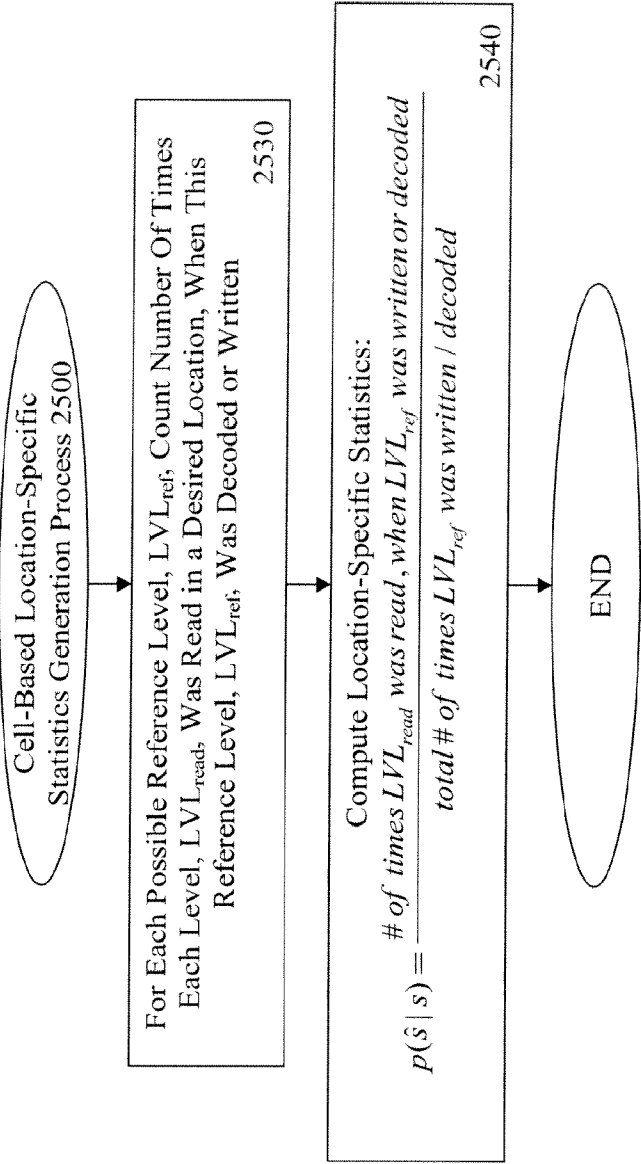 Cell-Based Location-Specific
Statistics Generation Process 2500
For Each Possible Reference Level, LVL_ref, Count Number Of Times
Each Level, LVL_read, Was Read in a Desired Location, When This
Reference Level, LVL_ref, Was Decoded or Written
2530
Compute Location-Specific Statistics:
p(ŝ | s) = # of times LVL_read was read, when LVL_ref was written or decoded
total # of times LVL_ref was written / decoded
2540
END